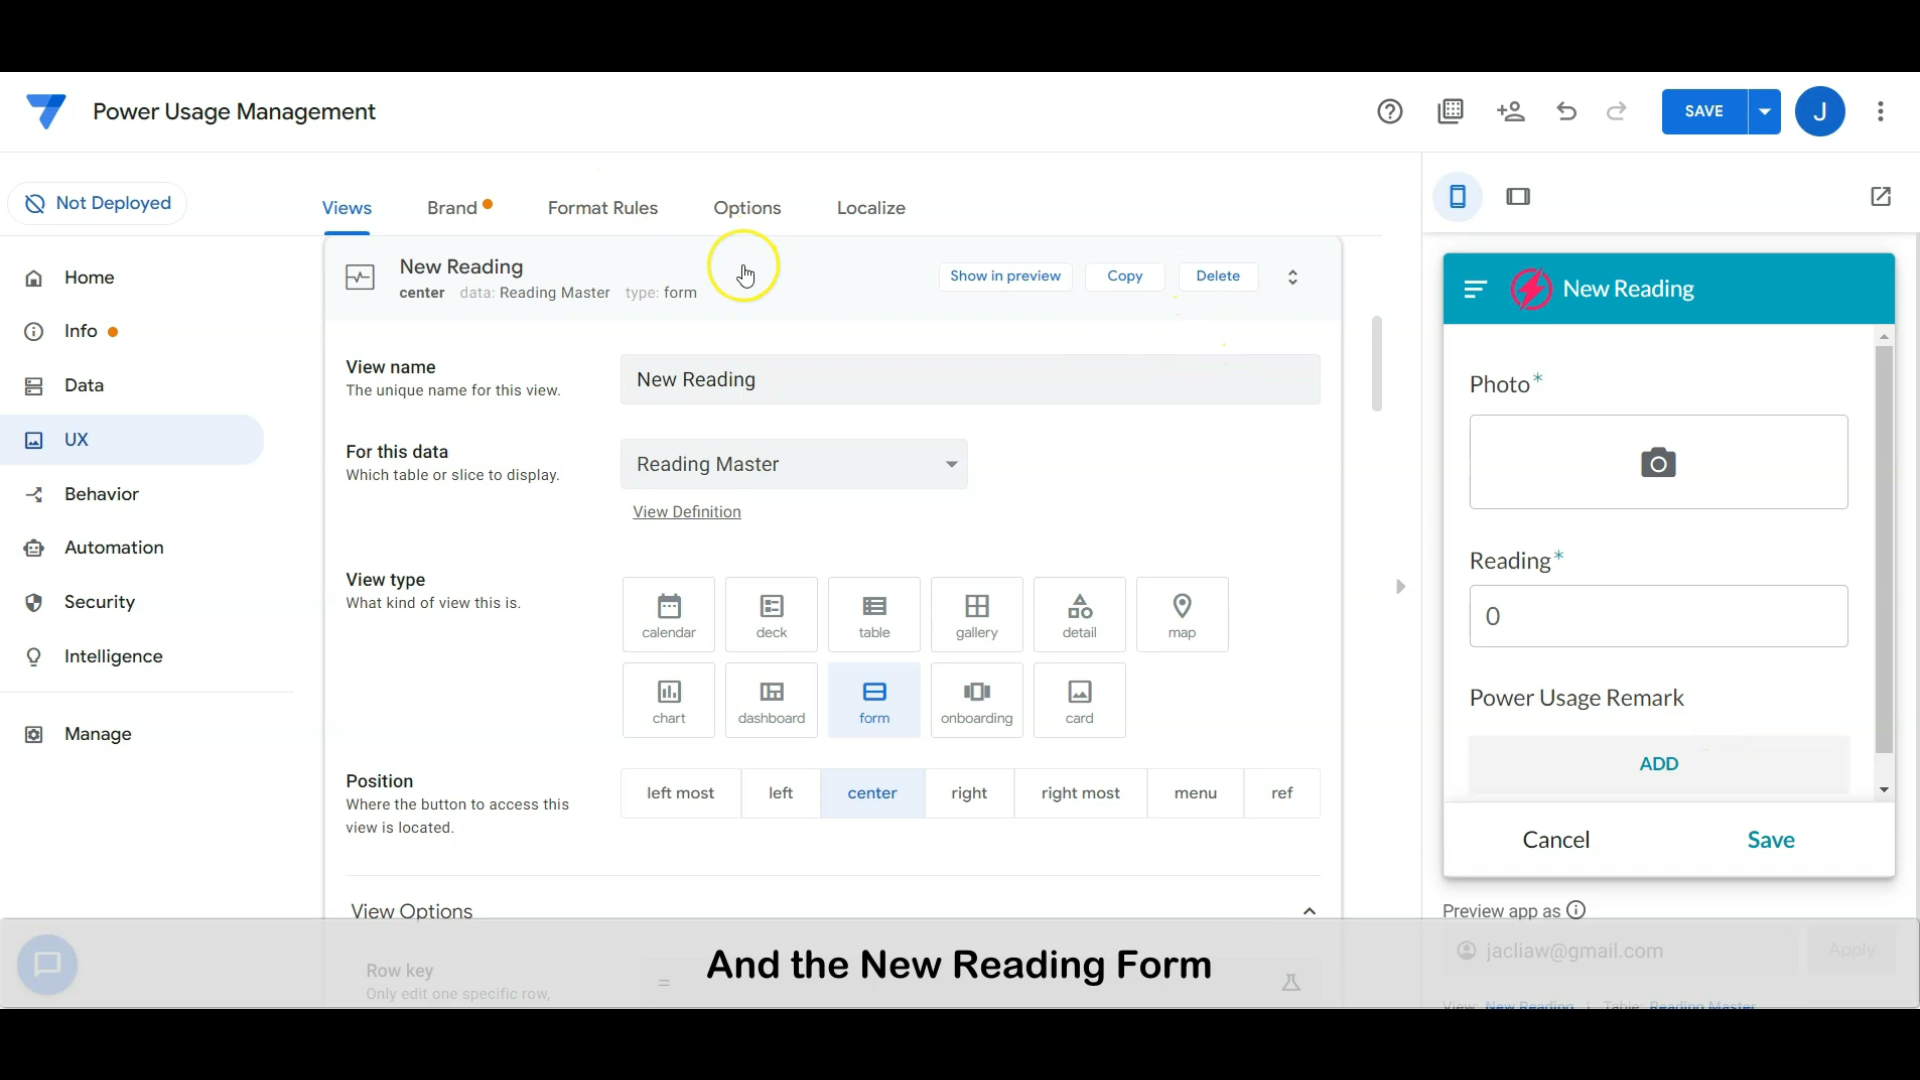 Power Usage Management
SAVE
J
Not Deployed
Views
Brand
Format Rules
Options
Localize
Home
Info
Data
UX
Behavior
Automation
Security
Intelligence
Manage
New Reading
center data: Reading Master type: form
Show in preview
Copy
Delete
View name
The unique name for this view.
New Reading
For this data
Which table or slice to display.
Reading Master
View Definition
View type
What kind of view this is.
calendar
deck
table
gallery
detail
map
chart
dashboard
form
onboarding
card
Position
Where the button to access this
view is located.
left most
left
center
right
right most
menu
ref
View Options
Row key
Only edit one specific row,
=
New Reading
Photo*
Reading*
0
Power Usage Remark
ADD
Cancel
Save
Preview app as
jacliaw@gmail.com
Apply
View: New Reading | Table: Reading Master
And the New Reading Form